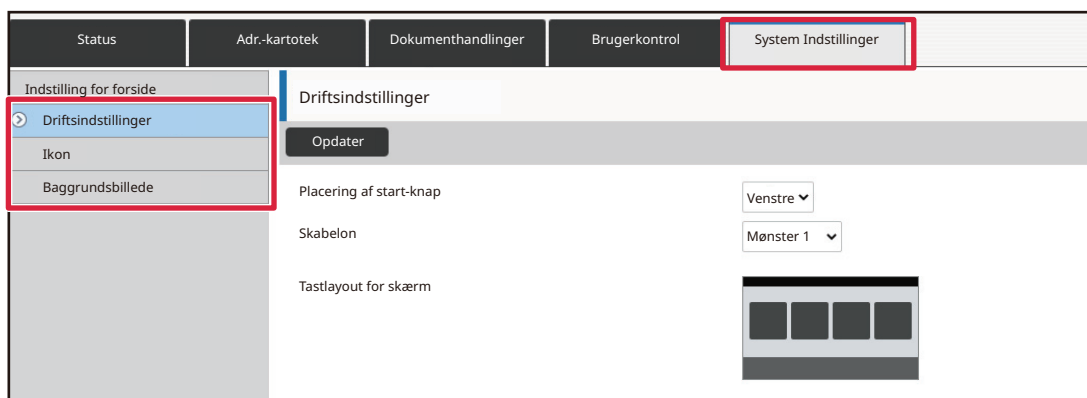 Status
Adr.-kartotek
Dokumenthandlinger
Brugerkontrol
System Indstillinger
Indstilling for forside
Driftsindstillinger
Ikon
Baggrundsbillede
Driftsindstillinger
Opdater
Placering af start-knap
Venstre
Skabelon
Mønster 1
Tastlayout for skærm